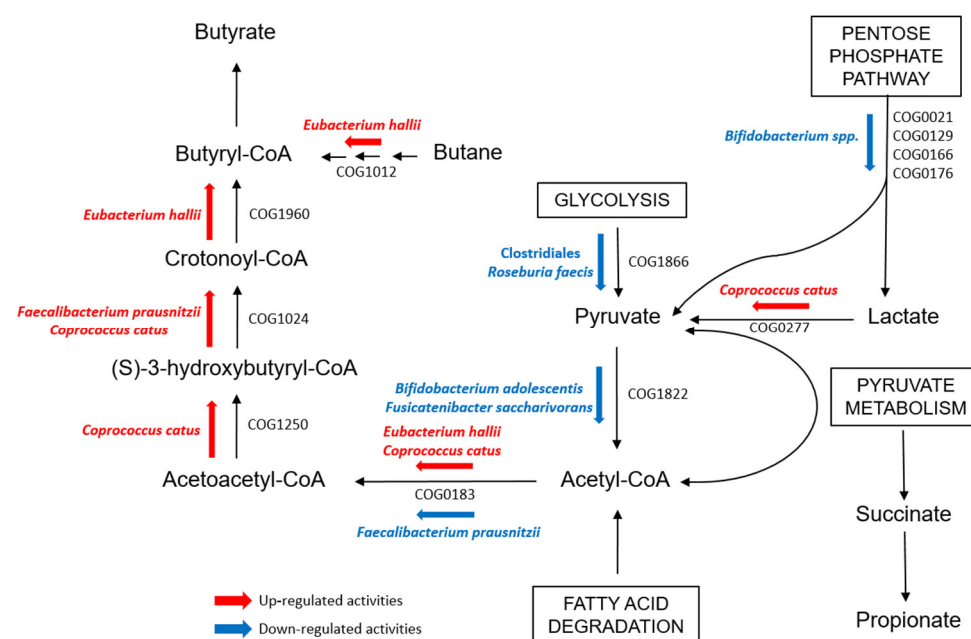 Butyrate
PENTOSE
PHOSPHATE
PATHWAY
COG0021
COG0129
COG0166
COG0176
Bifidobacterium spp.
Eubacterium hallii
Butyryl-CoA
Butane
COG1012
GLYCOLYSIS
Eubacterium hallii
COG1960
Crotonoyl-CoA
Clostridiales
Roseburia faecis
COG1866
Faecalibacterium prausnitzii
Coprococcus catus
COG1024
Coprococcus catus
Pyruvate
COG0277
Lactate
(S)-3-hydroxybutyryl-CoA
Bifidobacterium adolescentis
Fusicatenibacter saccharivorans
COG1822
PYRUVATE
METABOLISM
Coprococcus catus
COG1250
Eubacterium hallii
Coprococcus catus
Acetoacetyl-CoA
COG0183
Acetyl-CoA
Faecalibacterium prausnitzii
Succinate
Up-regulated activities
Down-regulated activities
FATTY ACID
DEGRADATION
Propionate